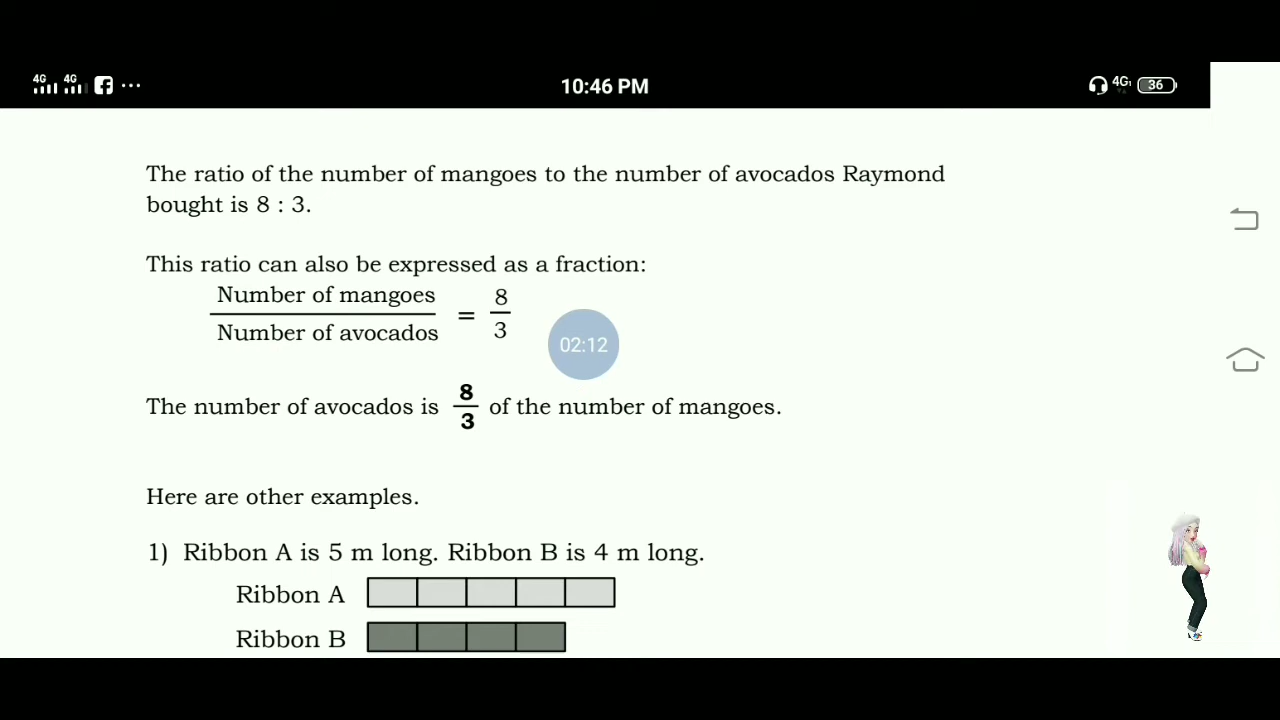 4G 4G
10:46 PM
4G 36
The ratio of the number of mangoes to the number of avocados Raymond
bought is 8 : 3.
This ratio can also be expressed as a fraction:
Number of mangoes
Number of avocados
= 8
3
02:12
The number of avocados is 8/3 of the number of mangoes.
Here are other examples.
1) Ribbon A is 5 m long. Ribbon B is 4 m long.
Ribbon A
Ribbon B